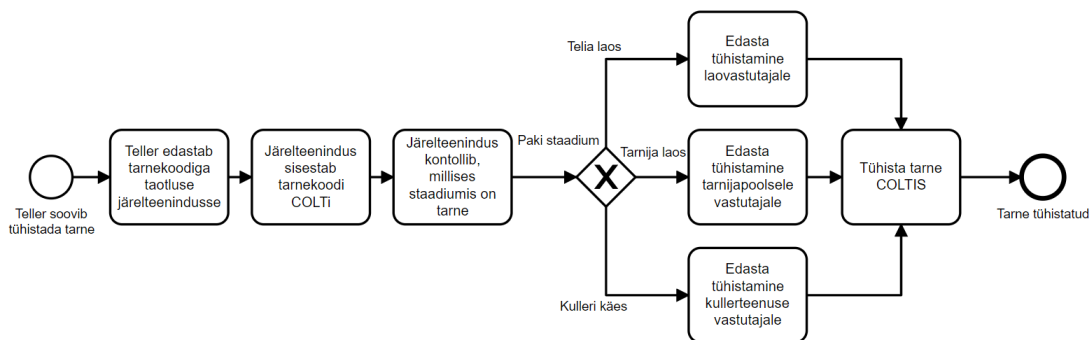 Teller soovib
tühistada tarne
Teller edastab
tarnekoodiga
taotluse
järelteenindusse
Järelteenindus
sisestab
tarnekoodi
COLTi
Järelteenindus
kontollib,
millises
staadiumis on
tarne
Paki staadium
X
Telia laos
Tarnija laos
Kulleri käes
Edasta
tühistamine
laovastutajale
Edasta
tühistamine
tarnijapoolsele
vastutajale
Edasta
tühistamine
kullerteenuse
vastutajale
Tühista tarne
COLTIS
Tarne tühistatud